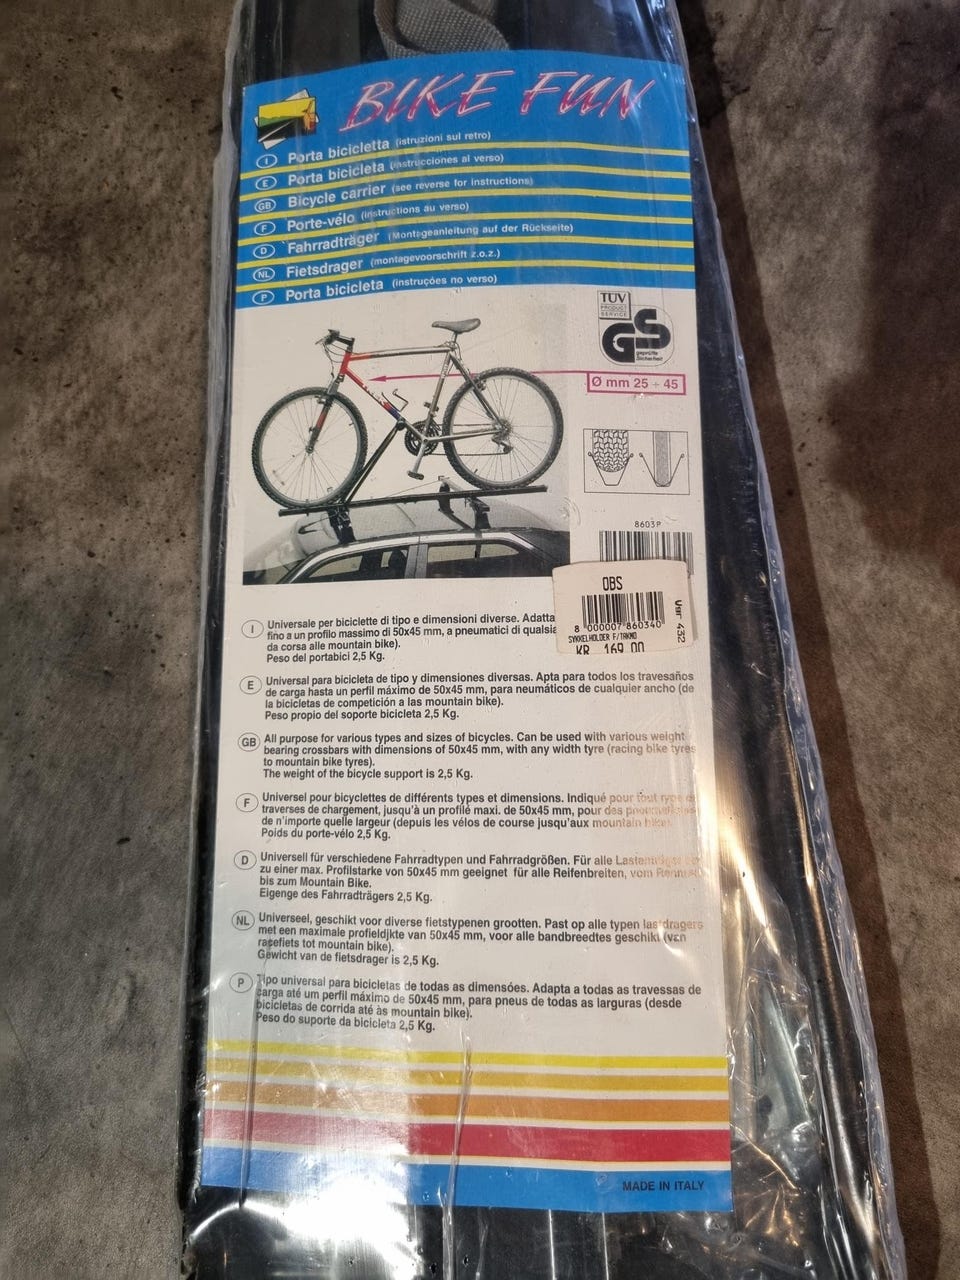 BIKE FUN
I Porta bicicletta (istruzioni sul retro)
E Porta bicicleta (instrucciones al verso)
GB Bicycle carrier (see reverse for instructions)
F Porte-vélo (instructions au verso)
D Fahrradträger (Montageanleitung auf der Rückseite)
NL Fietsdrager (montagevoorschrift z.o.z.)
P Porta bicicleta (instruções no verso)
TÜV
PRODUCT
SERVICE
GS
geprüfte
Sicherheit
Ø mm 25 ÷ 45
8603P
OBS
8 000007 860340
SYKKELHOLDER F/TAKMO
KR 169.00
Var 432
I Universale per biciclette di tipo e dimensioni diverse. Adatta
fino a un profilo massimo di 50x45 mm, a pneumatici di qualsia
da corsa alle mountain bike).
Peso del portabici 2,5 Kg.
E Universal para bicicleta de tipo y dimensiones diversas. Apta para todos los travesaños
de carga hasta un perfil máximo de 50x45 mm, para neumáticos de cualquier ancho (de
la bicicletas de competición a las mountain bike).
Peso propio del soporte bicicleta 2,5 Kg.
GB All purpose for various types and sizes of bicycles. Can be used with various weight
bearing crossbars with dimensions of 50x45 mm, with any width tyre (racing bike tyres
to mountain bike tyres).
The weight of the bicycle support is 2,5 Kg.
F Universel pour bicyclettes de différents types et dimensions. Indiqué pour tout type
traverses de chargement, jusqu'à un profilé maxi. de 50x45 mm, pour des pneumatiques
de n'importe quelle largeur (depuis les vélos de course jusqu'aux mountain bike).
Poids du porte-vélo 2,5 Kg.
D Universell für verschiedene Fahrradtypen und Fahrradgrößen. Für alle Lastenträger
zu einer max. Profilstarke von 50x45 mm geeignet für alle Reifenbreiten, vom
bis zum Mountain Bike.
Eigenge des Fahrradträgers 2,5 Kg.
NL Universeel, geschikt voor diverse fietstypenen grootten. Past op alle typen lastdragers
met een maximale profieldjkte van 50x45 mm, voor alle bandbreedtes geschikt (van
racefiets tot mountain bike).
Gewicht van de fietsdrager is 2,5 Kg.
P Tipo universal para bicicletas de todas as dimensões. Adapta a todas as travessas de
carga até um perfil máximo de 50x45 mm, para pneus de todas as larguras (desde
bicicletas de corrida até às mountain bike).
Peso do suporte da bicicleta 2,5 Kg.
MADE IN ITALY